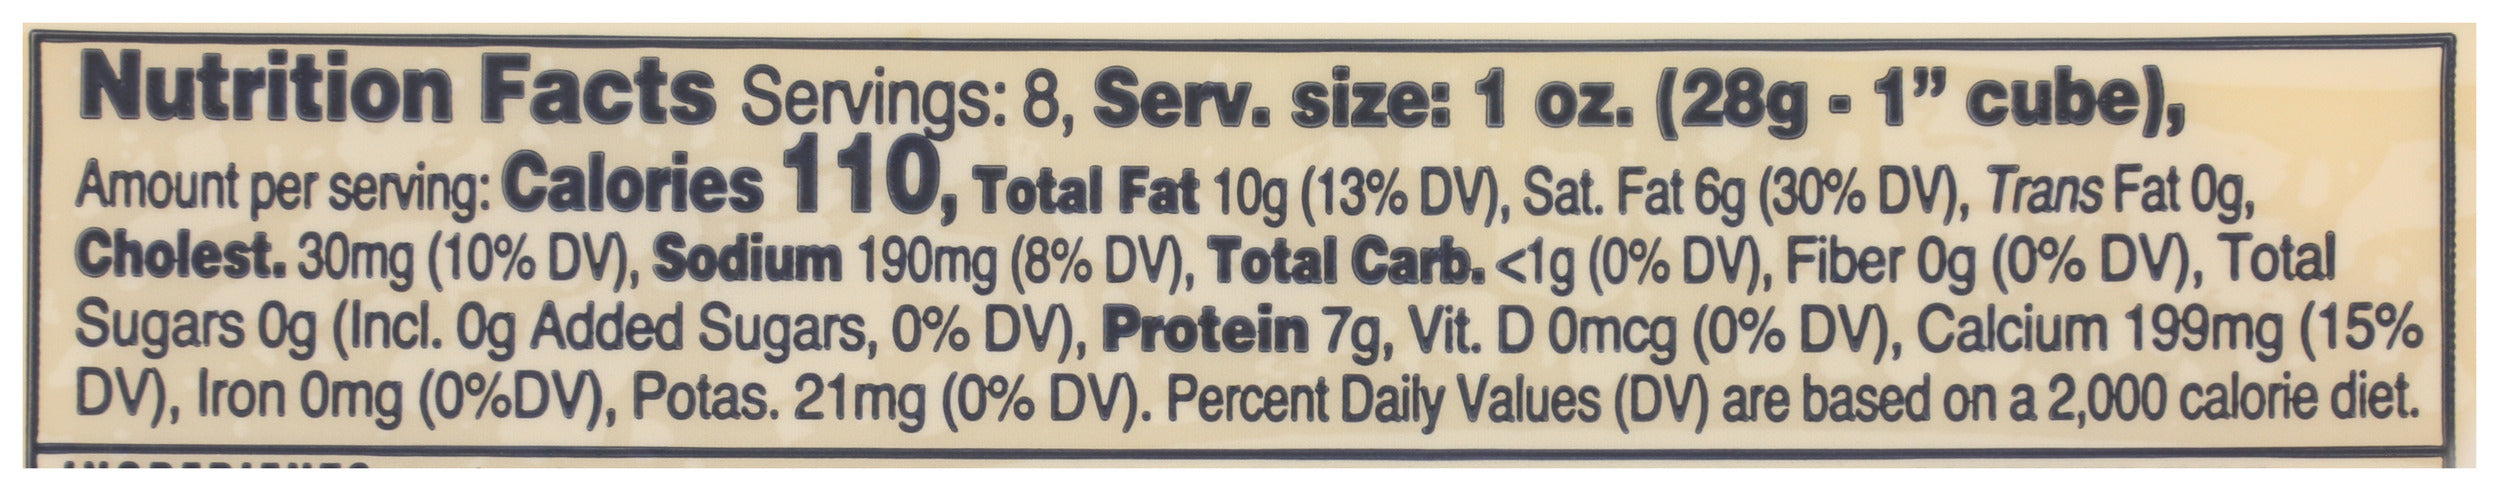 Nutrition Facts Servings: 8, Serv. size: 1 oz. (28g - 1” cube),
Amount per serving: Calories 110, Total Fat 10g (13% DV), Sat. Fat 6g (30% DV), Trans Fat 0g,
Cholest. 30mg (10% DV), Sodium 190mg (8% DV), Total Carb. <1g (0% DV), Fiber 0g (0% DV), Total
Sugars 0g (Incl. 0g Added Sugars, 0% DV), Protein 7g, Vit. D 0mcg (0% DV), Calcium 199mg (15%
DV), Iron 0mg (0%DV), Potas. 21mg (0% DV). Percent Daily Values (DV) are based on a 2,000 calorie diet.